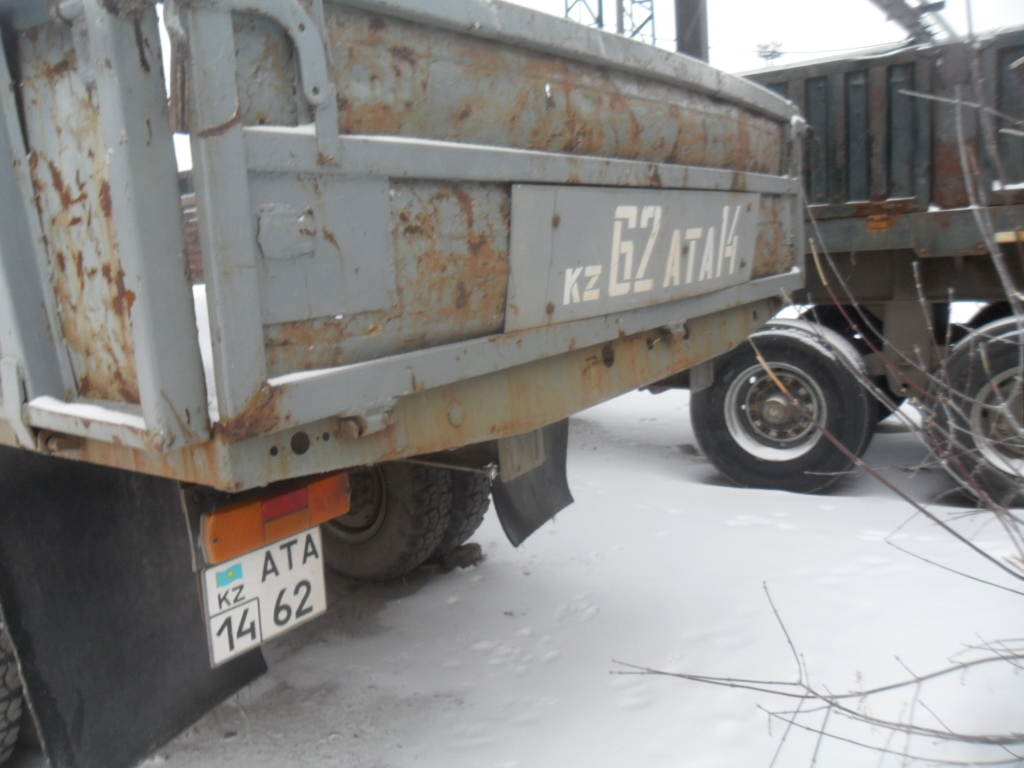 KZ 62 ATA 14
ATA
KZ
14 62